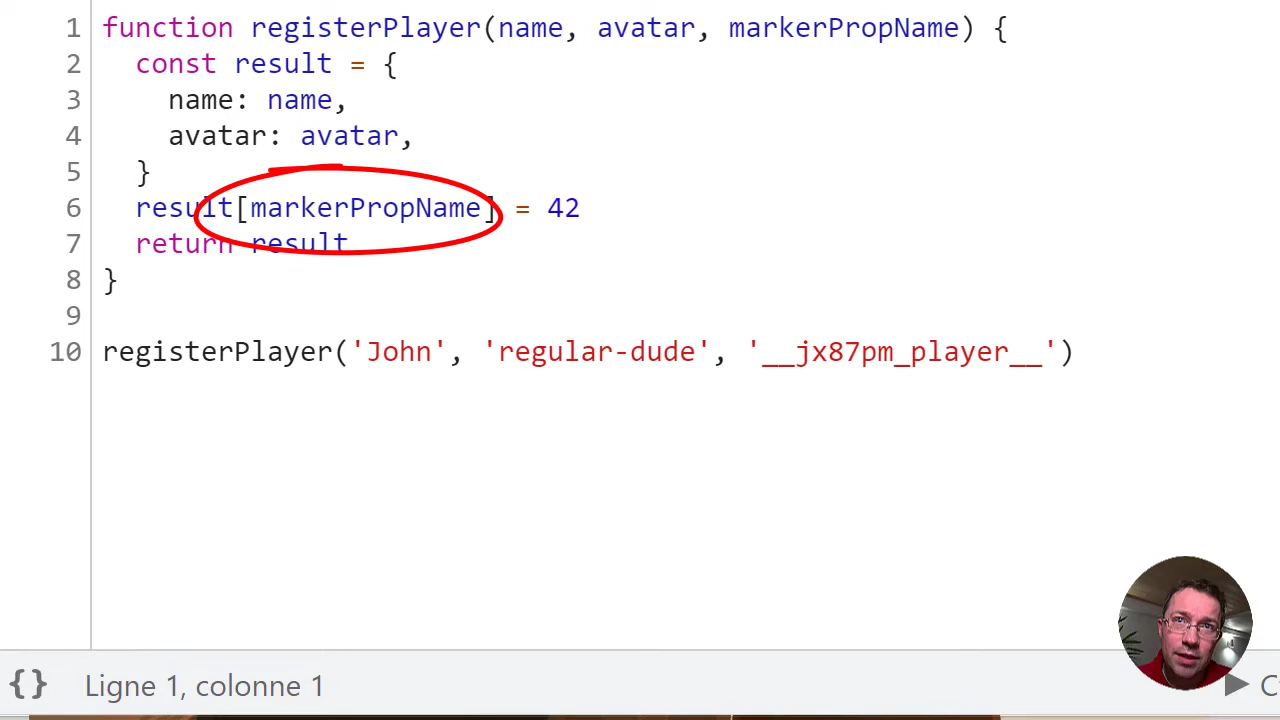 1 function registerPlayer(name, avatar, markerPropName) {
2 const result = {
3 name: name,
4 avatar: avatar,
5 }
6 result[markerPropName] = 42
7 return result
8 }
9
10 registerPlayer('John', 'regular-dude', '__jx87pm_player__')
{} Ligne 1, colonne 1